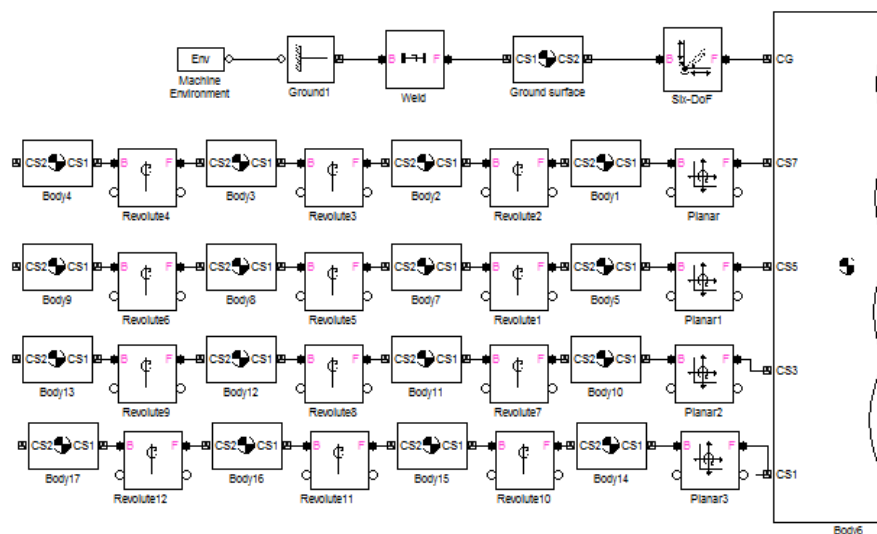 Env
Machine
Environment
Ground1
B F
Weld
CS1 CS2
Ground surface
B F
Six-DoF
CG
CS2 CS1
Body4
B F
Revolute4
CS2 CS1
Body3
B F
Revolute3
CS2 CS1
Body2
B F
Revolute2
CS2 CS1
Body1
B F
Planar
CS7
CS2 CS1
Body9
B F
Revolute6
CS2 CS1
Body8
B F
Revolute5
CS2 CS1
Body7
B F
Revolute1
CS2 CS1
Body5
B F
Planar1
CS5
CS2 CS1
Body13
B F
Revolute9
CS2 CS1
Body12
B F
Revolute8
CS2 CS1
Body11
B F
Revolute7
CS2 CS1
Body10
B F
Planar2
CS3
CS2 CS1
Body17
B F
Revolute12
CS2 CS1
Body16
B F
Revolute11
CS2 CS1
Body15
B F
Revolute10
CS2 CS1
Body14
B F
Planar3
CS1
Body6